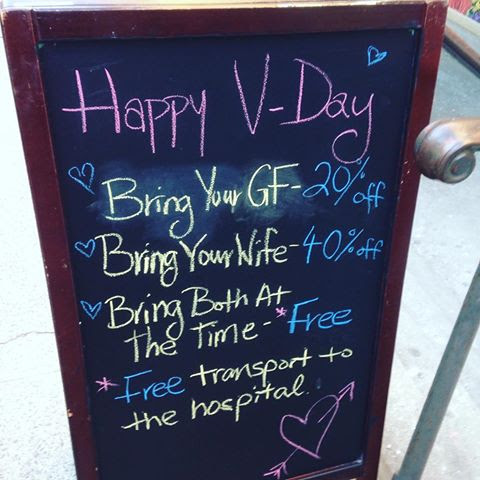 Happy V-Day
Bring Your GF- 20% off
Bring Your Wife- 40% off
Bring Both At
The Time- *Free
*Free transport to
the hospital.